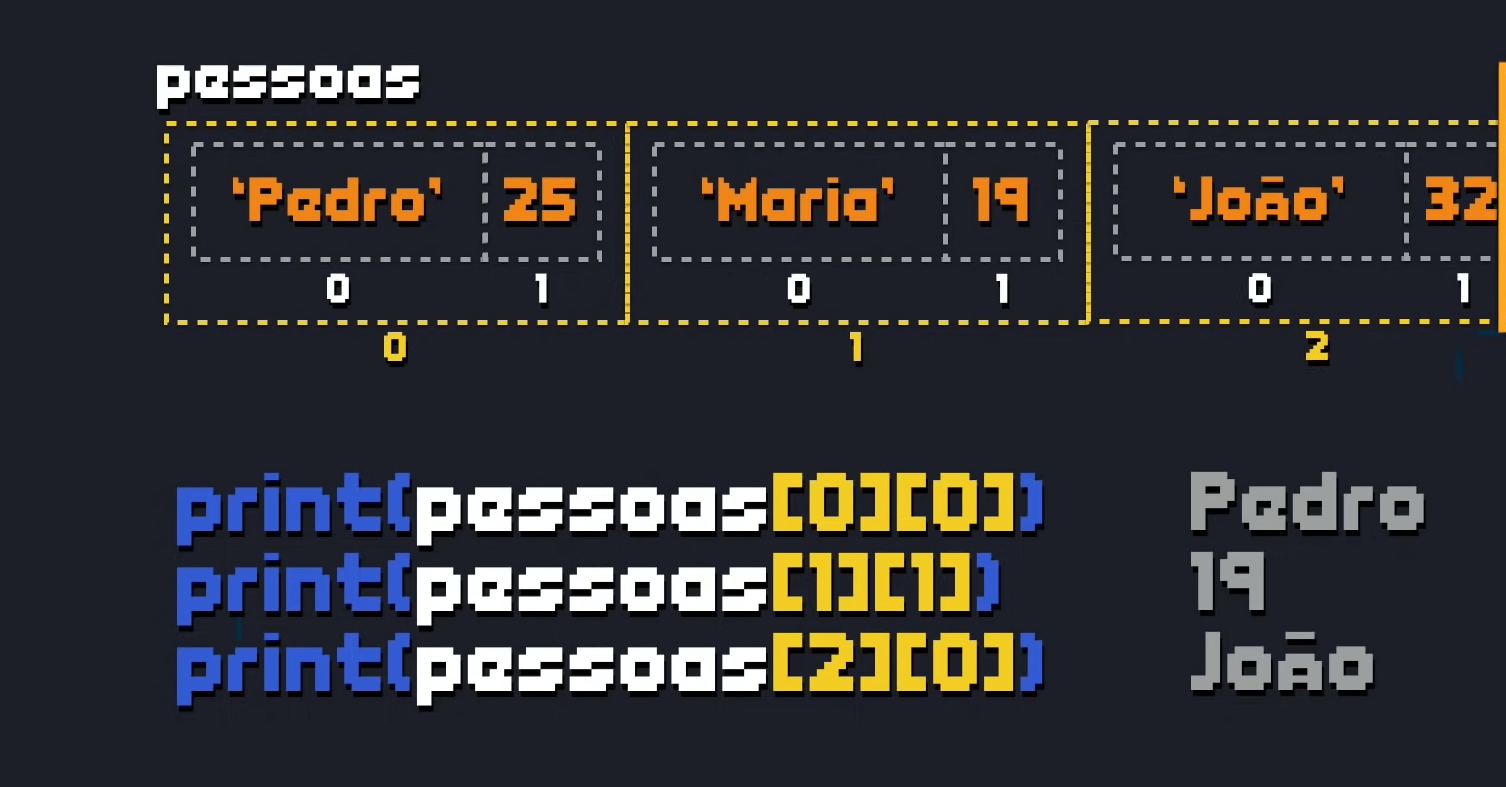 pessoas
‘Pedro’ 25 ‘Maria’ 19 ‘João’ 32
0 1 0 1 0 1
0 1 2
print(pessoas[0][0]) Pedro
print(pessoas[1][1]) 19
print(pessoas[2][0]) João